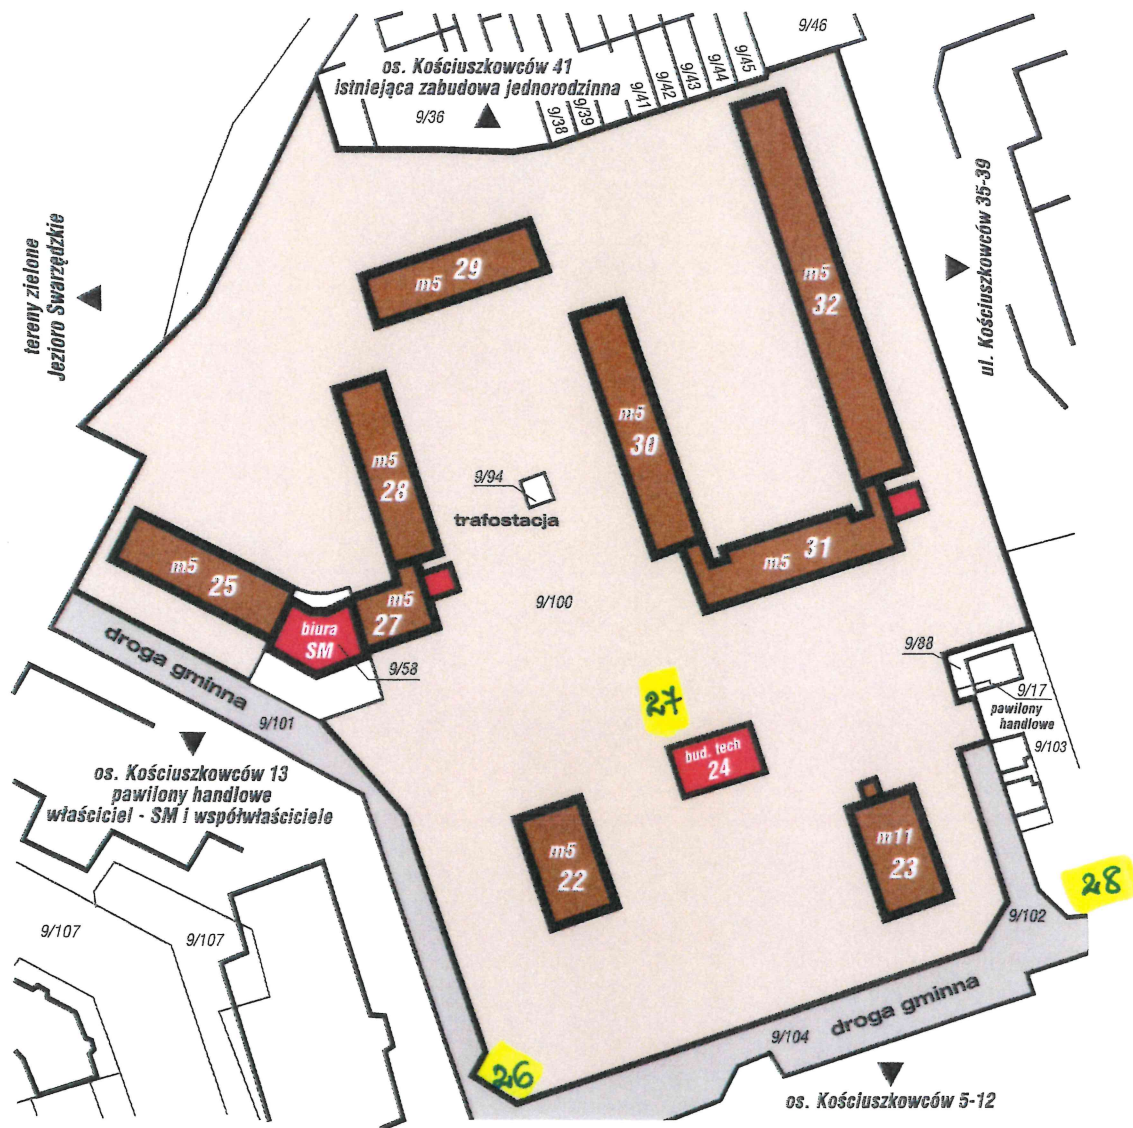 9/46
os. Kościuszkowców 41
istniejąca zabudowa jednorodzinna
9/36
9/38
9/39
9/41
9/42
9/43
9/44
9/45
ul. Kościuszkowców 35-39
tereny zielone
Jezioro Swarzędzkie
m5 29
m5
32
m5
30
m5
28
9/94
trafostacja
m5 31
m5 25
m5
27
biura
SM
9/100
9/58
droga gminna
9/101
9/88
9/17
pawilony
handlowe
9/103
27
bud. tech
24
os. Kościuszkowców 13
pawilony handlowe
właściciel - SM i współwłaściciele
m5
22
m11
23
28
9/102
9/107
9/107
droga gminna
9/104
26
os. Kościuszkowców 5-12